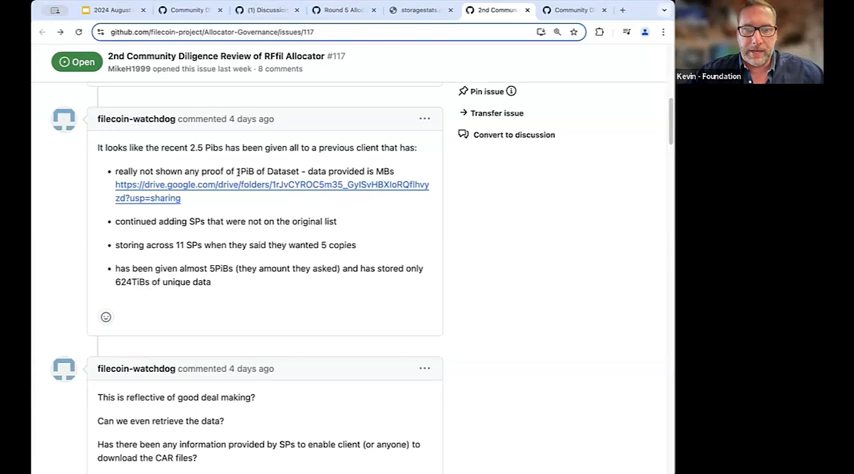 2024 August
Community D
(1) Discussion
Round 5 Alloc
storagestats.
2nd Commun
Community Di
github.com/filecoin-project/Allocator-Governance/issues/117
Open
2nd Community Diligence Review of RFfil Allocator #117
MikeH1999 opened this issue last week · 8 comments
Pin issue
Transfer issue
Convert to discussion
filecoin-watchdog commented 4 days ago
It looks like the recent 2.5 Pibs has been given all to a previous client that has:
• really not shown any proof of 1PiB of Dataset - data provided is MBs
https://drive.google.com/drive/folders/1rJvCYROC5m35_GyISvHBXIoRQflhvy
zd?usp=sharing
• continued adding SPs that were not on the original list
• storing across 11 SPs when they said they wanted 5 copies
• has been given almost 5PiBs (they amount they asked) and has stored only
624TiBs of unique data
filecoin-watchdog commented 4 days ago
This is reflective of good deal making?
Can we even retrieve the data?
Has there been any information provided by SPs to enable client (or anyone) to
download the CAR files?
Kevin - Foundation